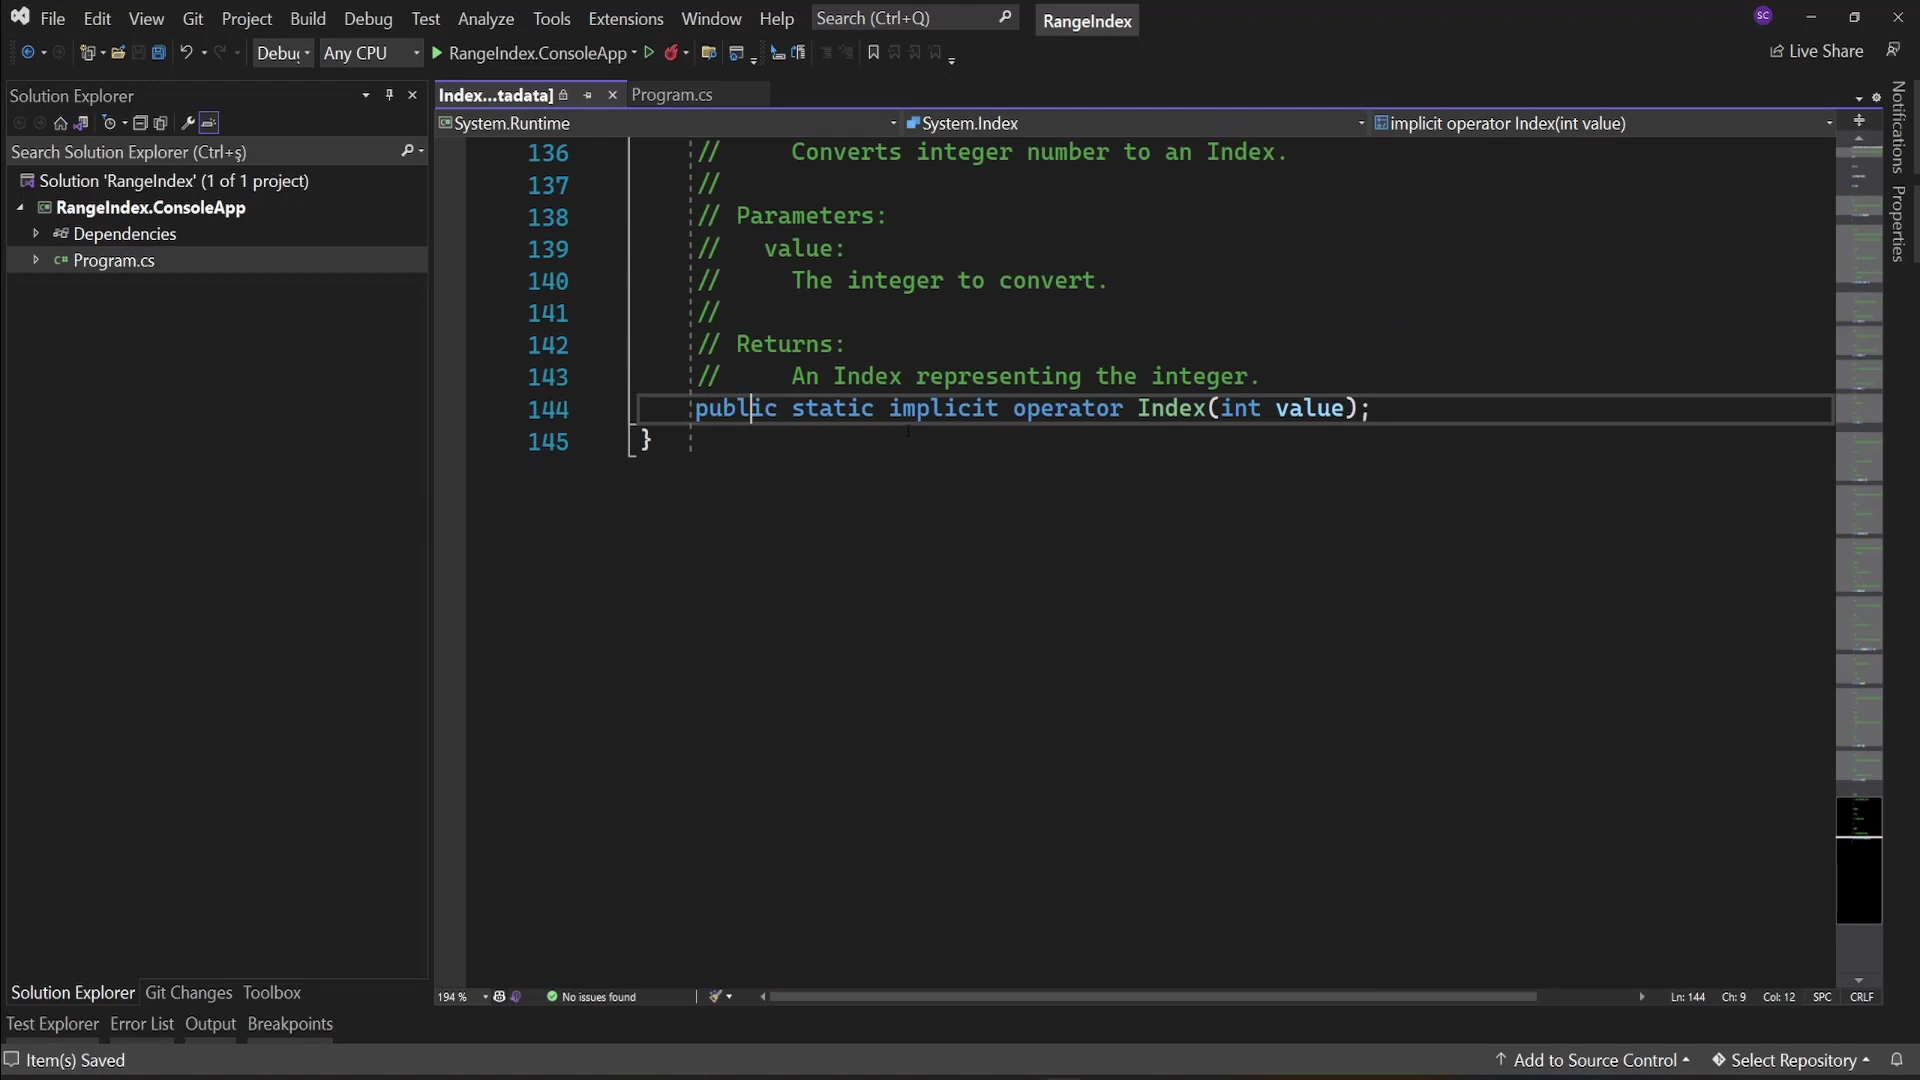 File Edit View Git Project Build Debug Test Analyze Tools Extensions Window Help Search (Ctrl+Q) RangeIndex SC
Debug Any CPU RangeIndex.ConsoleApp Live Share
Solution Explorer
Search Solution Explorer (Ctrl+ş)
Solution 'RangeIndex' (1 of 1 project)
RangeIndex.ConsoleApp
Dependencies
C# Program.cs
Index...tadata] Program.cs
System.Runtime System.Index implicit operator Index(int value)
136 // Converts integer number to an Index.
137 //
138 // Parameters:
139 // value:
140 // The integer to convert.
141 //
142 // Returns:
143 // An Index representing the integer.
144 public static implicit operator Index(int value);
145 }
Notifications
Properties
194 % No issues found Ln: 144 Ch: 9 Col: 12 SPC CRLF
Solution Explorer Git Changes Toolbox
Test Explorer Error List Output Breakpoints
Item(s) Saved Add to Source Control Select Repository